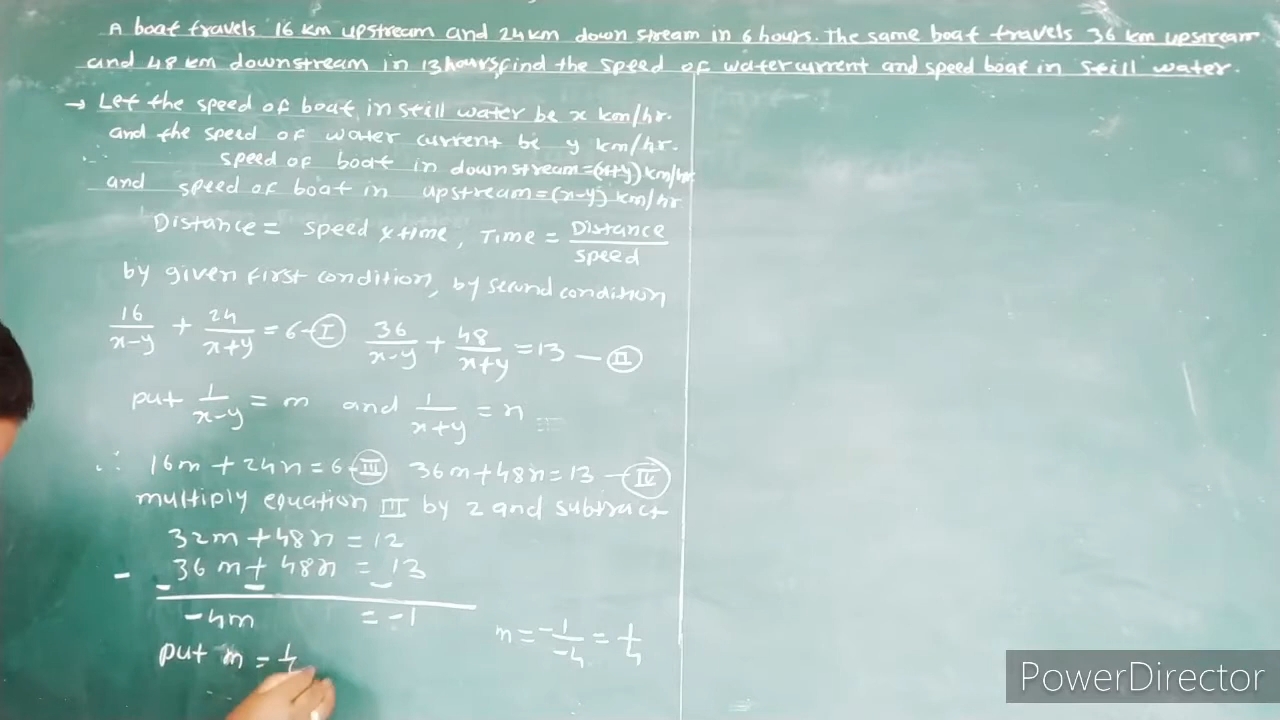 A boat travels 16 km upstream and 24 km down stream in 6 hours. The same boat travels 36 km upstream
and 48 km downstream in 13 hours, find the speed of water current and speed boat in still water.
→ Let the speed of boat in still water be x km/hr.
and the speed of water current be y km/hr.
∴ speed of boat in downstream = (x+y) km/hr
and speed of boat in upstream = (x-y) km/hr
Distance = speed x time, Time = Distance/speed
by given first condition, by second condition
16/(x-y) + 24/(x+y) = 6 - I 36/(x-y) + 48/(x+y) = 13 — II
put 1/(x-y) = m and 1/(x+y) = n
∴ 16m + 24n = 6 - III 36m + 48n = 13 - IV
multiply equation III by 2 and subtract
32m + 48n = 12
- 36m + 48n = 13
- - -
-4m = -1
m = -1/-4 = 1/4
put m = 1/4
PowerDirector